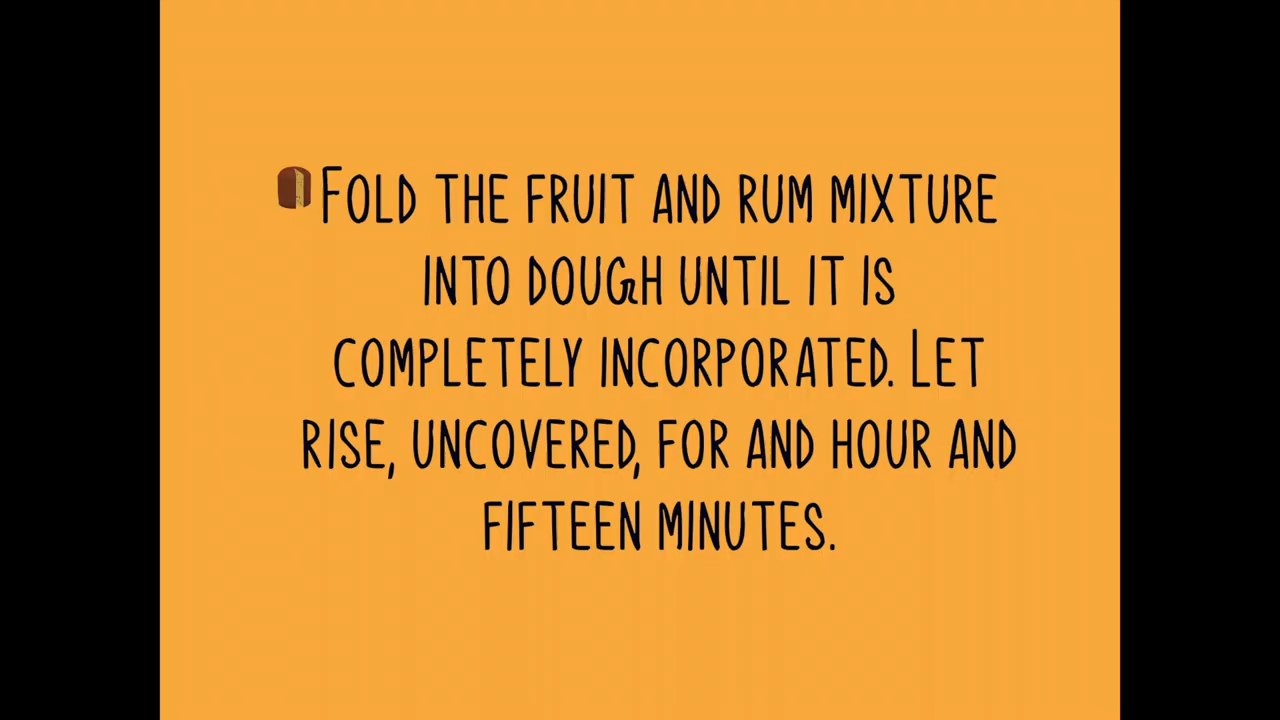 Fold the fruit and rum mixture
into dough until it is
completely incorporated. Let
rise, uncovered, for and hour and
fifteen minutes.